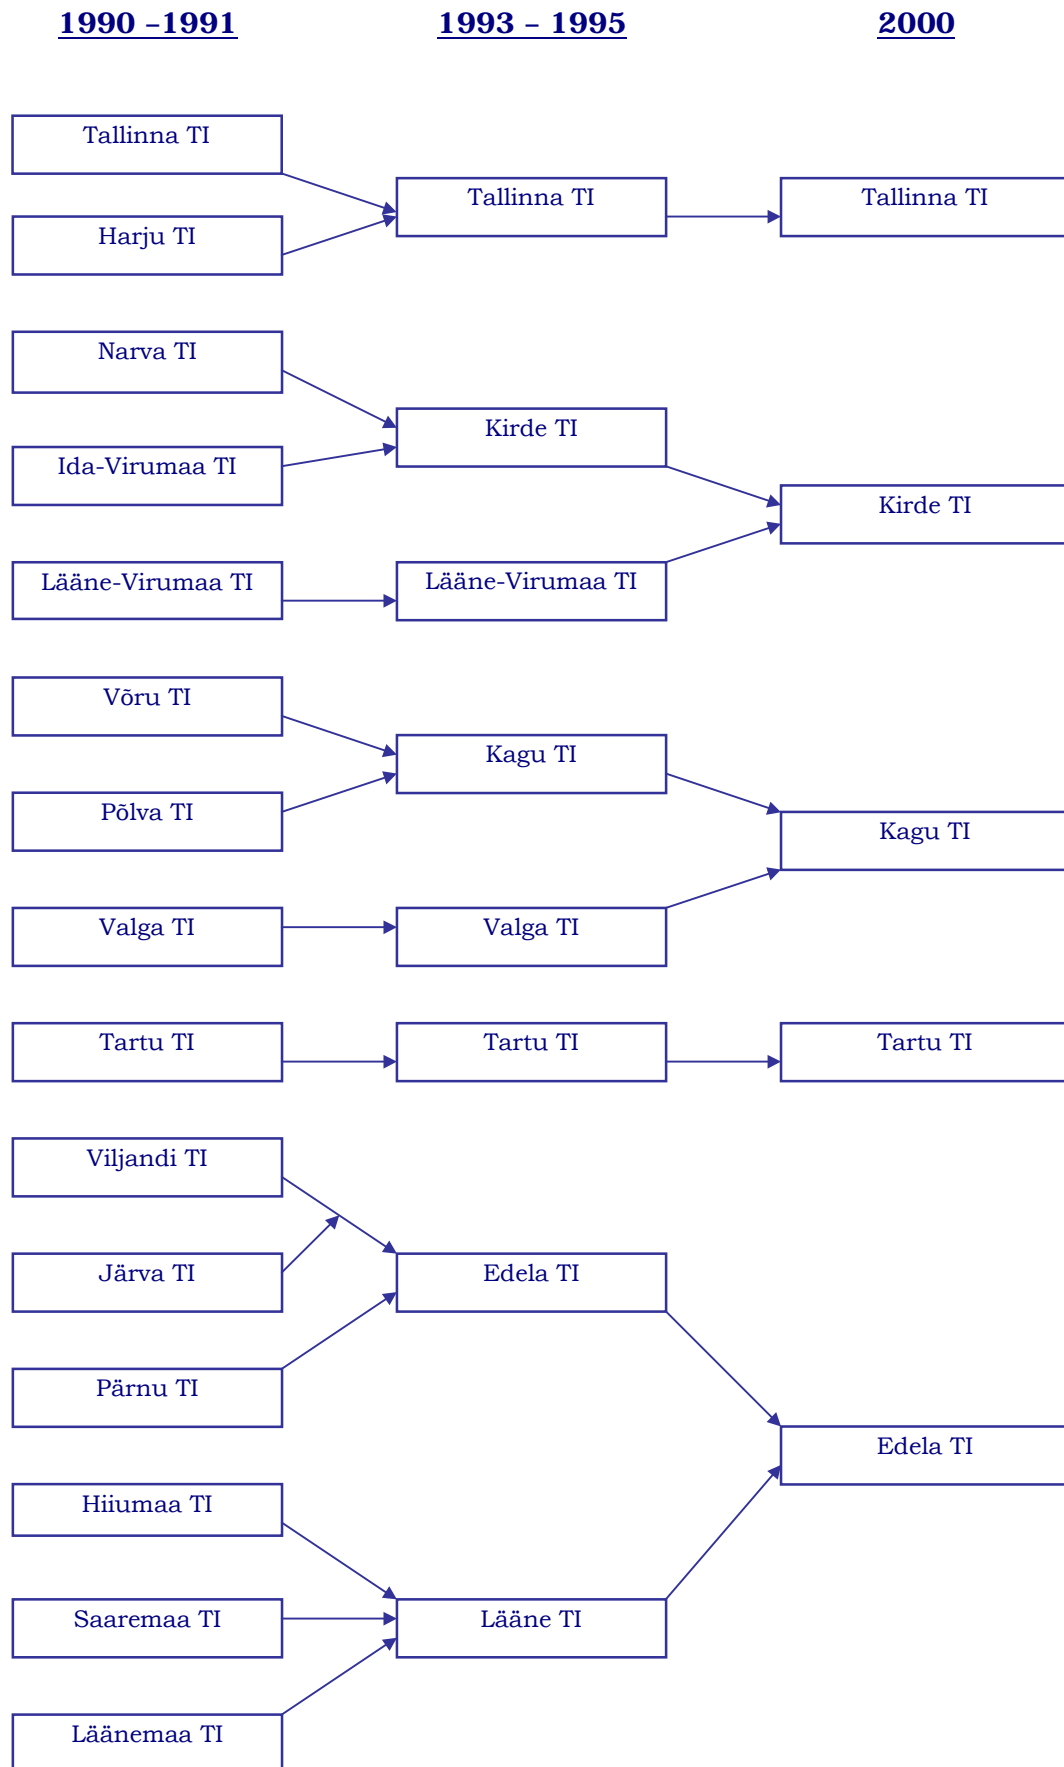 1990 –1991
1993 – 1995
2000
Tallinna TI
Harju TI
Tallinna TI
Tallinna TI
Narva TI
Ida-Virumaa TI
Lääne-Virumaa TI
Kirde TI
Lääne-Virumaa TI
Kirde TI
Võru TI
Põlva TI
Valga TI
Kagu TI
Valga TI
Kagu TI
Tartu TI
Tartu TI
Tartu TI
Viljandi TI
Järva TI
Pärnu TI
Edela TI
Hiiumaa TI
Saaremaa TI
Läänemaa TI
Lääne TI
Edela TI